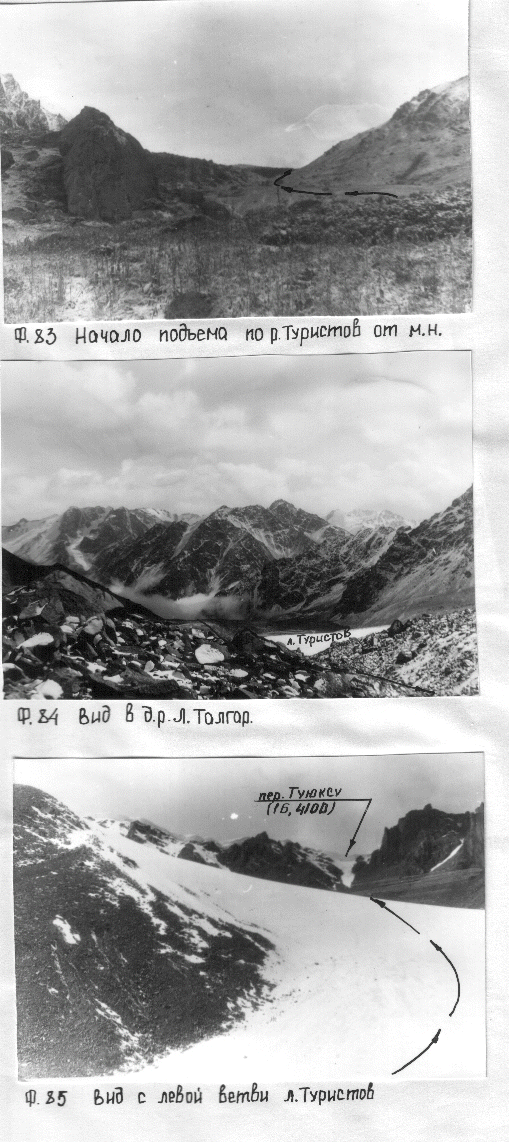 Ф.83 Начало подъема по р.Туристов от м.н.
л.Туристов
Ф.84 Вид в д.р.Л.Талгар.
пер. Туюксу
(1Б,4100)
Ф.85 Вид с левой ветви л.Туристов